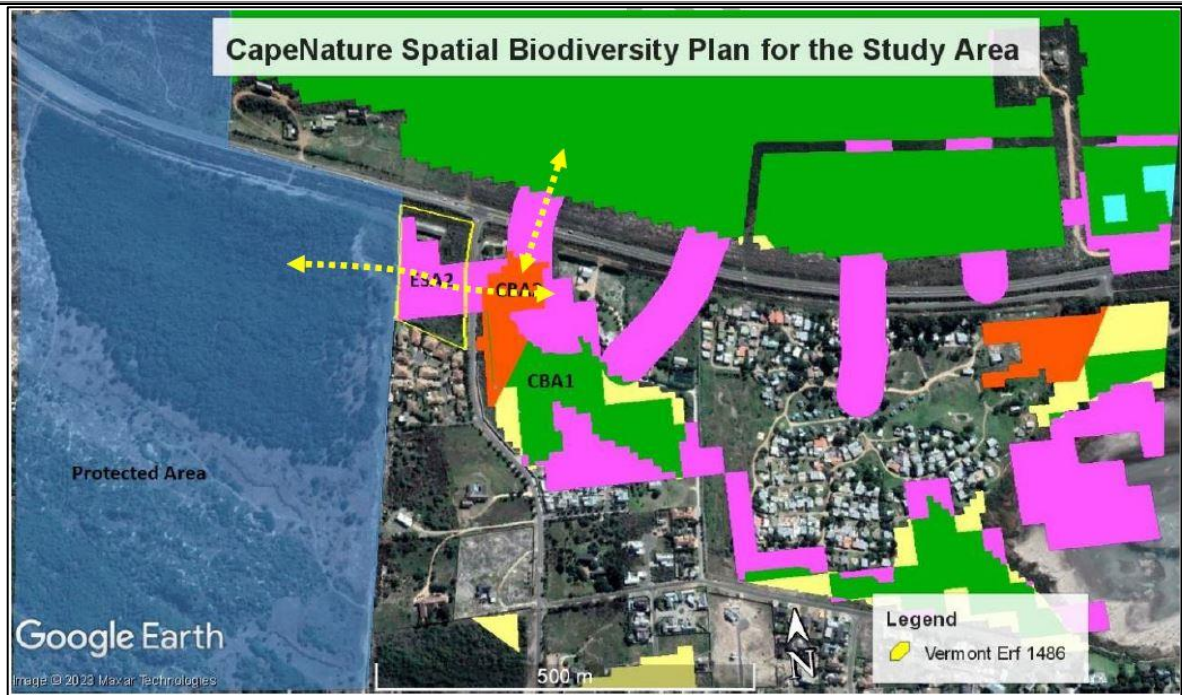 CapeNature Spatial Biodiversity Plan for the Study Area
ESA2
CBA2
CBA1
Protected Area
Google Earth
Image © 2023 Maxar Technologies
500 m
N
Legend
Vermont Erf 1486